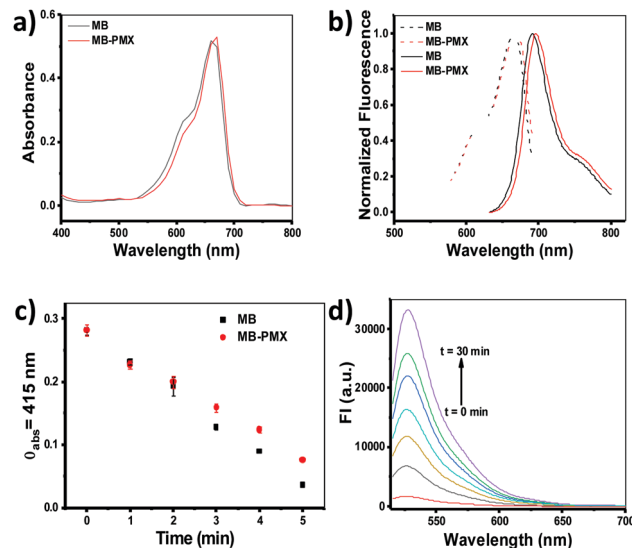 a)
MB
MB-PMX
Absorbance
0.6
0.4
0.2
0.0
400 500 600 700 800
Wavelength (nm)
b)
MB
MB-PMX
MB
MB-PMX
Normalized Fluorescence
1.0
0.8
0.6
0.4
0.2
0.0
500 600 700 800
Wavelength (nm)
c)
MB
MB-PMX
θabs= 415 nm
0.3
0.2
0.1
0.0
0 1 2 3 4 5
Time (min)
d)
t = 30 min
t = 0 min
FI (a.u.)
30000
20000
10000
0
550 600 650 700
Wavelength (nm)